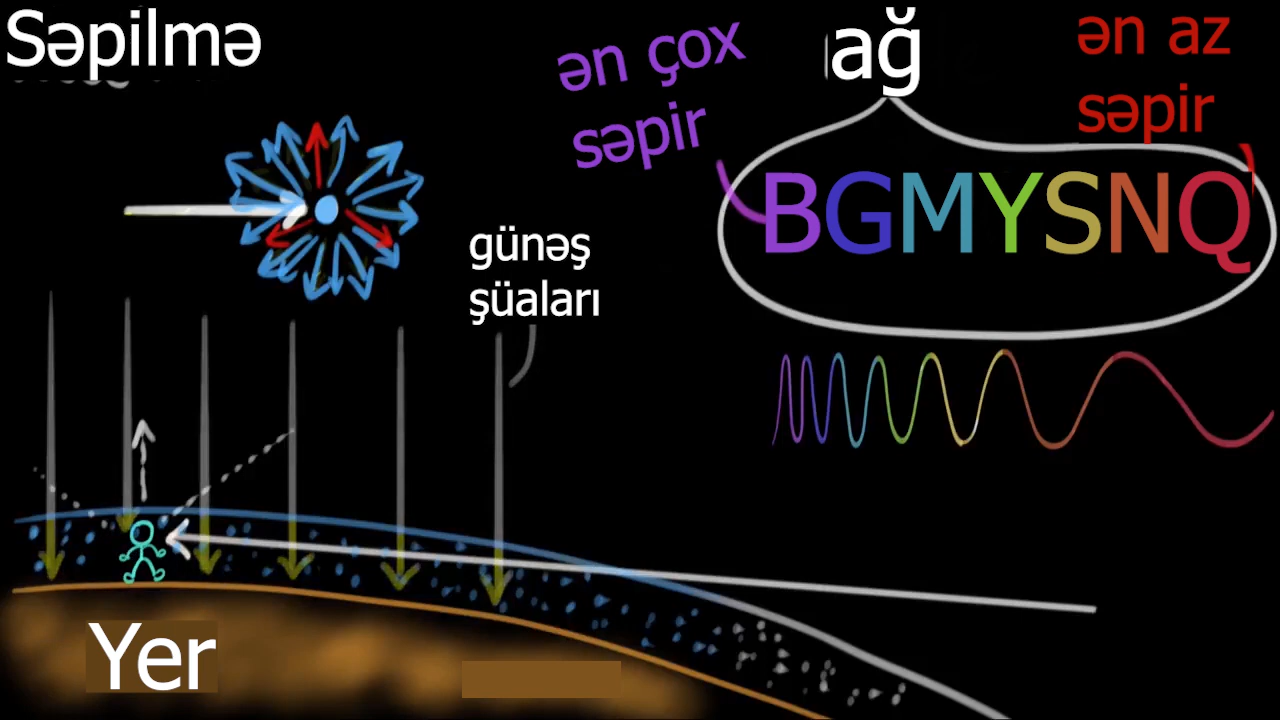 Səpilmə
ən çox
səpir
ağ
ən az
səpir
BGMYSNQ
günəş
şüaları
Yer